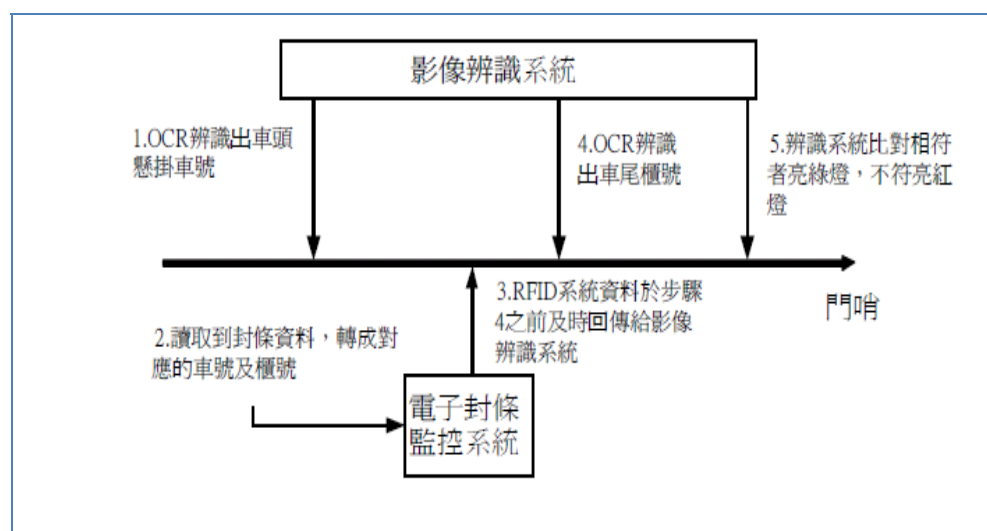 影像辨識系統
1.OCR辨識出車頭
懸掛車號
4.OCR辨識
出車尾櫃號
5.辨識系統比對相符
者亮綠燈，不符亮紅
燈
門哨
3.RFID系統資料於步驟
4之前及時回傳給影像
辨識系統
2.讀取到封條資料，轉成對
應的車號及櫃號
電子封條
監控系統